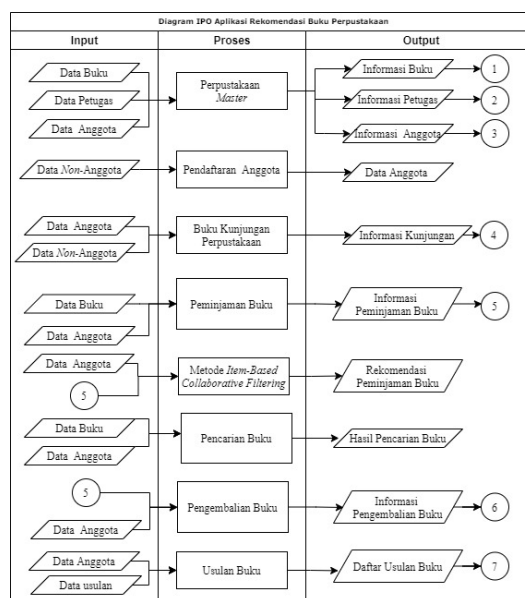 Diagram IPO Aplikasi Rekomendasi Buku Perpustakaan
Input
Proses
Output
Data Buku
Data Petugas
Data Anggota
Perpustakaan
Master
Informasi Buku
1
Informasi Petugas
2
Informasi Anggota
3
Data Non-Anggota
Pendaftaran Anggota
Data Anggota
Data Anggota
Data Non-Anggota
Buku Kunjungan
Perpustakaan
Informasi Kunjungan
4
Data Buku
Data Anggota
Peminjaman Buku
Informasi
Peminjaman Buku
5
Data Anggota
5
Metode Item-Based
Collaborative Filtering
Rekomendasi
Peminjaman Buku
Data Buku
Data Anggota
Pencarian Buku
Hasil Pencarian Buku
5
Data Anggota
Pengembalian Buku
Informasi
Pengembalian Buku
6
Data Anggota
Data usulan
Usulan Buku
Daftar Usulan Buku
7